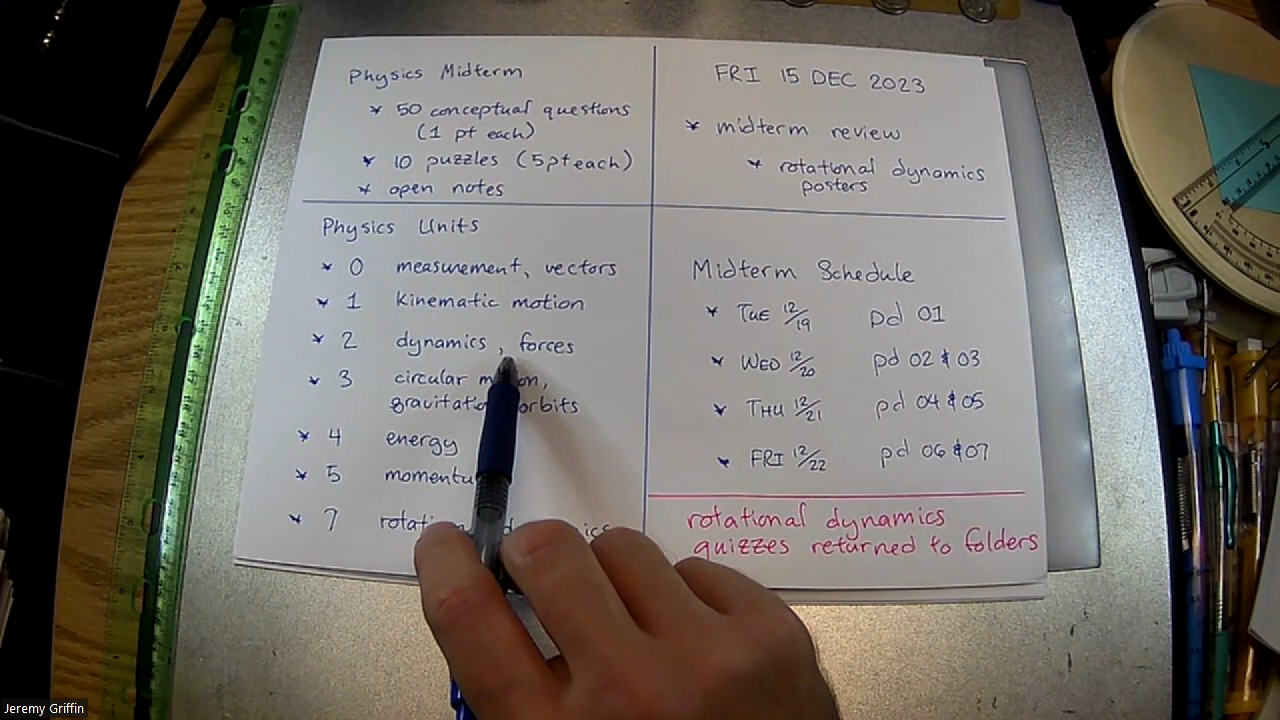 Physics Midterm
* 50 conceptual questions
(1 pt each)
* 10 puzzles (5pt each)
* open notes
FRI 15 DEC 2023
* midterm review
* rotational dynamics
posters
Physics Units
* 0 measurement, vectors
* 1 kinematic motion
* 2 dynamics, forces
* 3 circular
gravitatio orbits
* 4 energy
* 5 momentu
* 7
Midterm Schedule
* TUE 12/19 pd 01
* WED 12/20 pd 02 & 03
* THU 12/21 pd 04 & 05
* FRI 12/22 pd 06 & 07
rotational dynamics
quizzes returned to folders
Jeremy Griffin